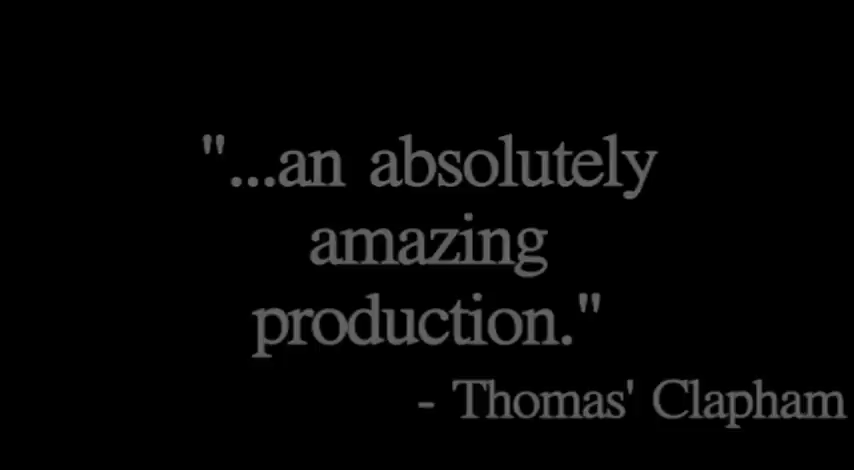 "...an absolutely
amazing
production."
- Thomas' Clapham